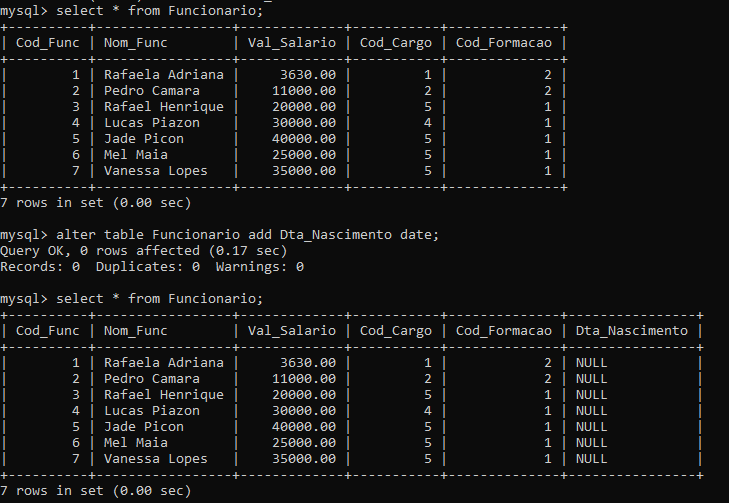 mysql> select * from Funcionario;
+----------+-----------------+-------------+-----------+--------------+
| Cod_Func | Nom_Func        | Val_Salario | Cod_Cargo | Cod_Formacao |
+----------+-----------------+-------------+-----------+--------------+
|        1 | Rafaela Adriana |     3630.00 |         1 |            2 |
|        2 | Pedro Camara    |    11000.00 |         2 |            2 |
|        3 | Rafael Henrique |    20000.00 |         5 |            1 |
|        4 | Lucas Piazon    |    30000.00 |         4 |            1 |
|        5 | Jade Picon      |    40000.00 |         5 |            1 |
|        6 | Mel Maia        |    25000.00 |         5 |            1 |
|        7 | Vanessa Lopes   |    35000.00 |         5 |            1 |
+----------+-----------------+-------------+-----------+--------------+
7 rows in set (0.00 sec)
mysql> alter table Funcionario add Dta_Nascimento date;
Query OK, 0 rows affected (0.17 sec)
Records: 0  Duplicates: 0  Warnings: 0
mysql> select * from Funcionario;
+----------+-----------------+-------------+-----------+--------------+----------------+
| Cod_Func | Nom_Func        | Val_Salario | Cod_Cargo | Cod_Formacao | Dta_Nascimento |
+----------+-----------------+-------------+-----------+--------------+----------------+
|        1 | Rafaela Adriana |     3630.00 |         1 |            2 | NULL           |
|        2 | Pedro Camara    |    11000.00 |         2 |            2 | NULL           |
|        3 | Rafael Henrique |    20000.00 |         5 |            1 | NULL           |
|        4 | Lucas Piazon    |    30000.00 |         4 |            1 | NULL           |
|        5 | Jade Picon      |    40000.00 |         5 |            1 | NULL           |
|        6 | Mel Maia        |    25000.00 |         5 |            1 | NULL           |
|        7 | Vanessa Lopes   |    35000.00 |         5 |            1 | NULL           |
+----------+-----------------+-------------+-----------+--------------+----------------+
7 rows in set (0.00 sec)